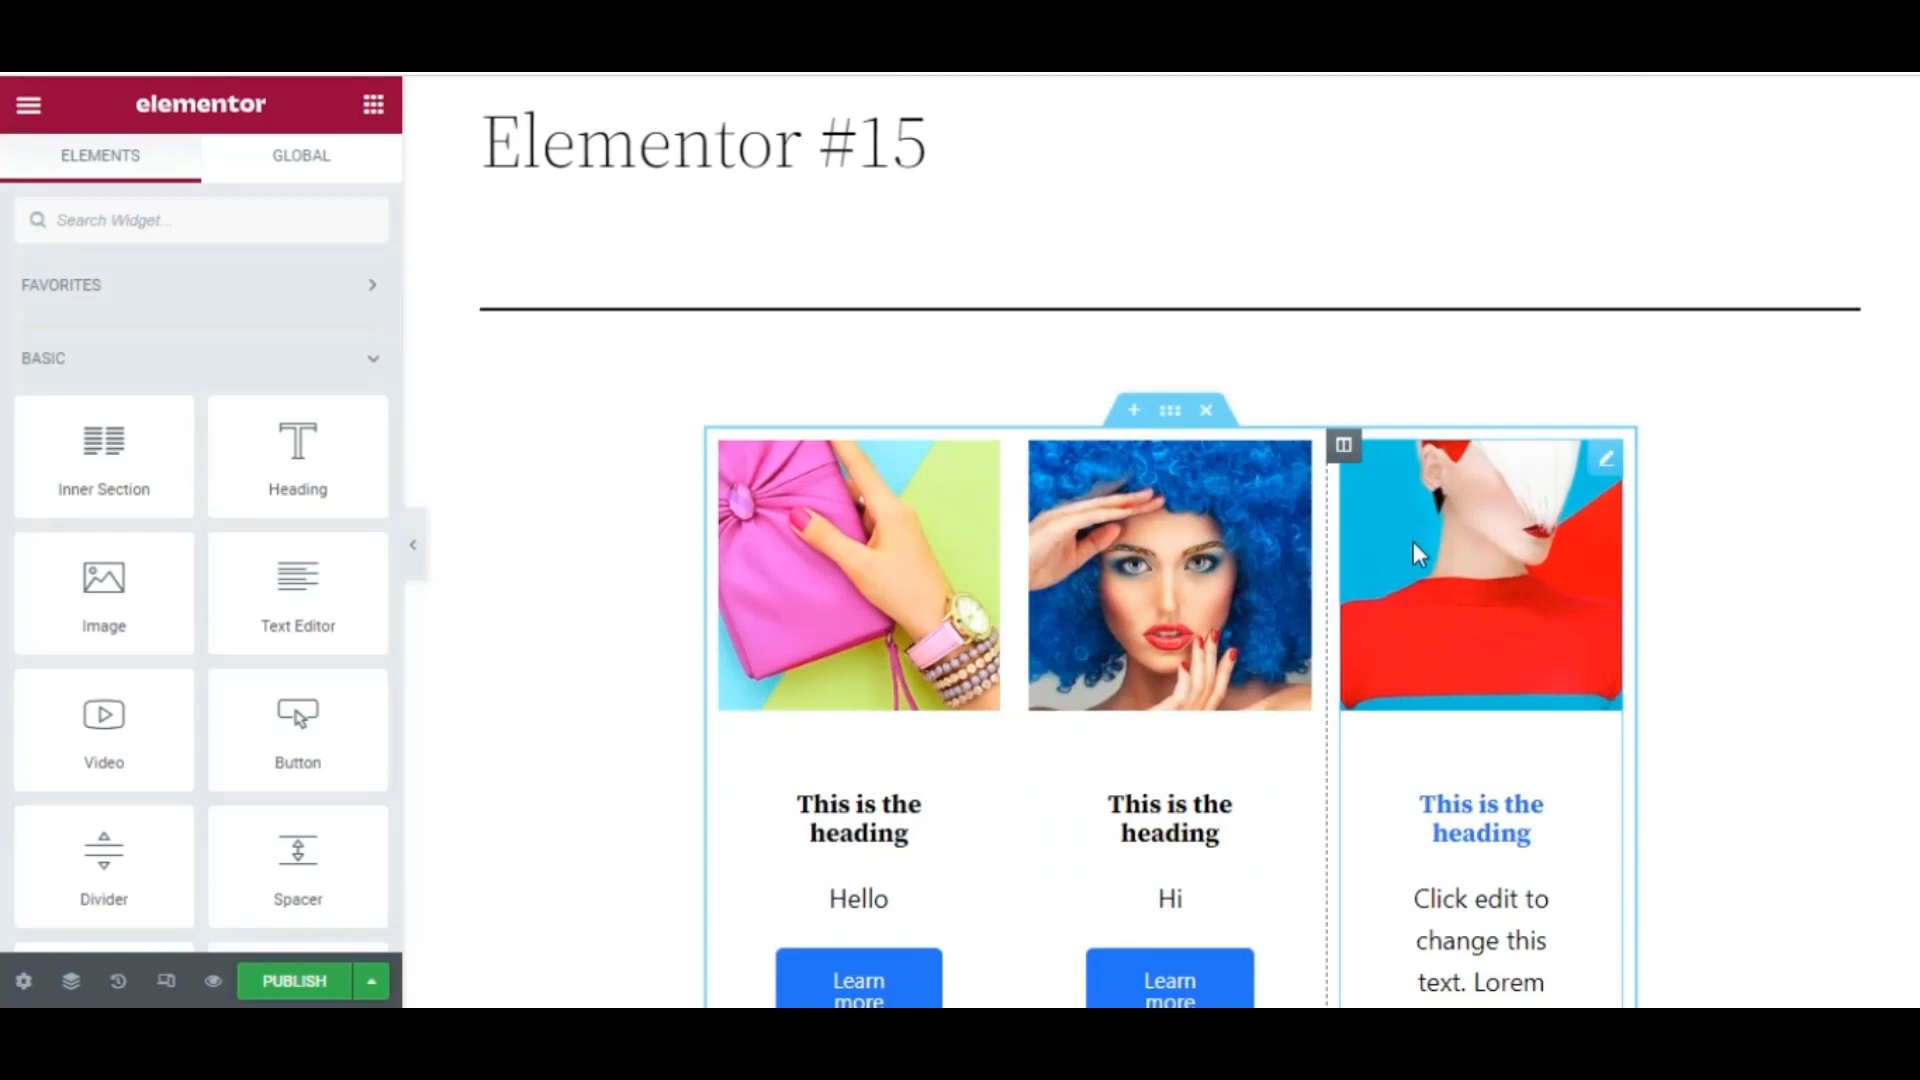 elementor
ELEMENTS
GLOBAL
Search Widget...
FAVORITES
BASIC
Inner Section
Heading
Image
Text Editor
Video
Button
Divider
Spacer
PUBLISH
Elementor #15
This is the
heading
Hello
Learn
more
This is the
heading
Hi
Learn
more
This is the
heading
Click edit to
change this
text. Lorem